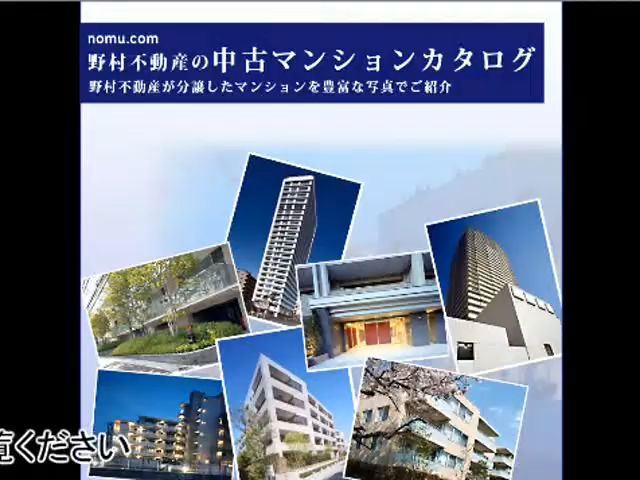 nomu.com
野村不動産の中古マンションカタログ
野村不動産が分譲したマンションを豊富な写真でご紹介
覧ください